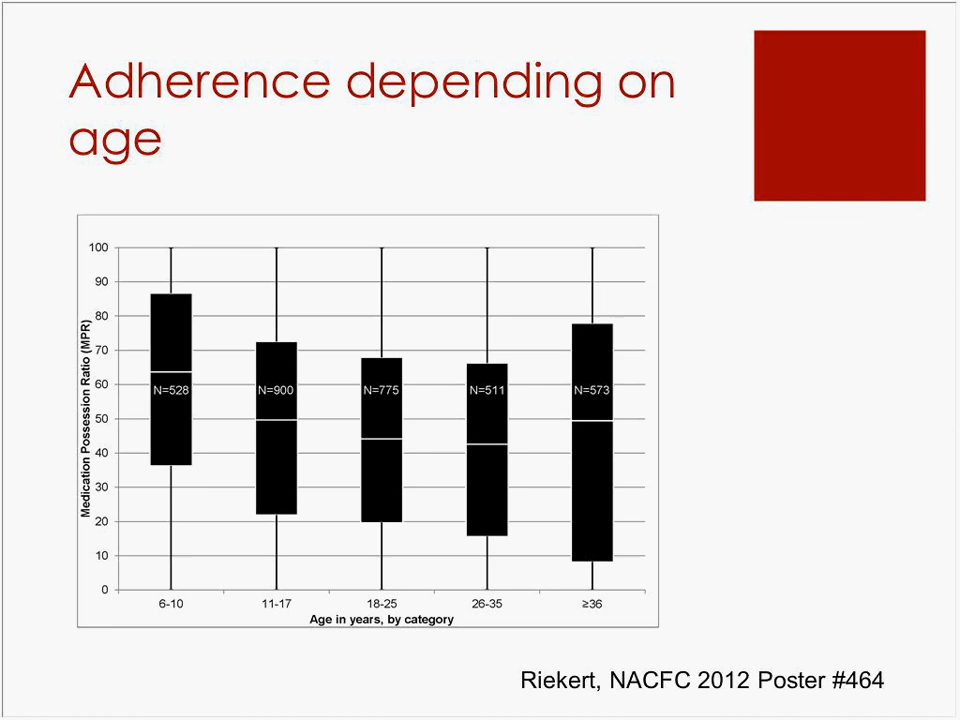 Adherence depending on
age
100
90
80
70
60
50
40
30
20
10
0
Medication Possession Ratio (MPR)
N=528
N=900
N=775
N=511
N=573
6-10
11-17
18-25
26-35
≥36
Age in years, by category
Riekert, NACFC 2012 Poster #464